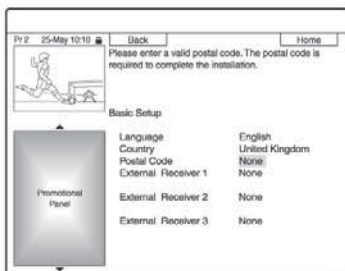 Pr 2 25-May 10:10
Back
Home
Please enter a valid postal code. The postal code is
required to complete the installation.
Basic Setup
Language English
Country United Kingdom
Postal Code None
External Receiver 1 None
External Receiver 2 None
External Receiver 3 None
Promotional
Panel